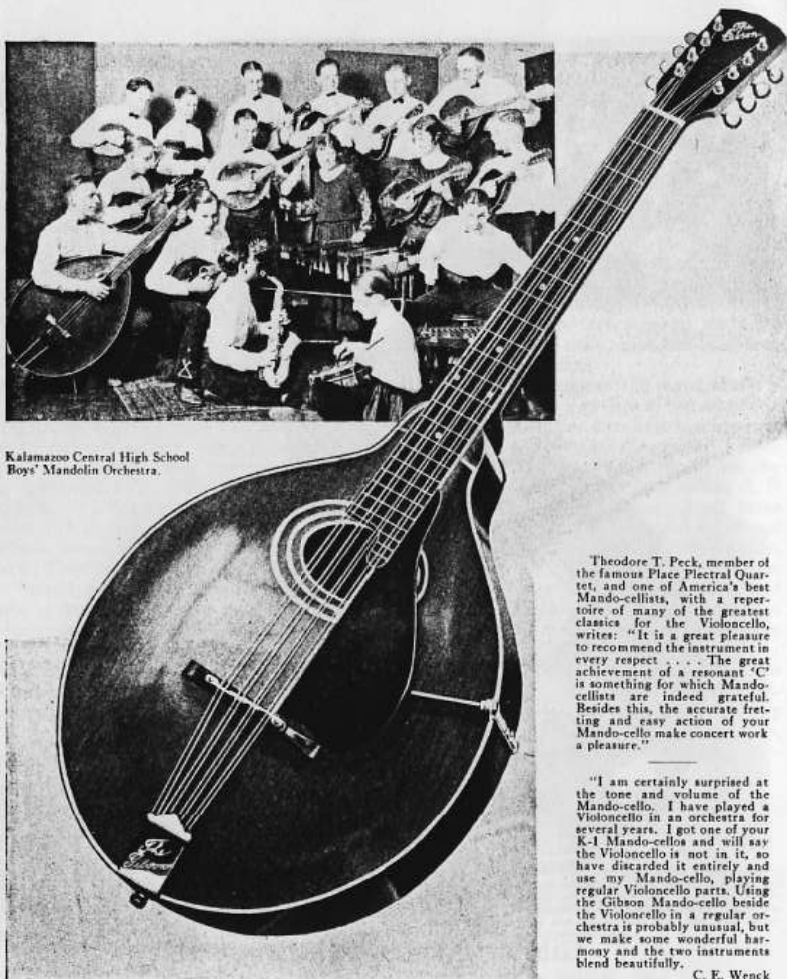 The
Gibson
Kalamazoo Central High School
Boys' Mandolin Orchestra.
Theodore T. Peck, member of
the famous Place Plectral Quar-
tet, and one of America's best
Mando-cellists, with a reper-
toire of many of the greatest
classics for the Violoncello,
writes: "It is a great pleasure
to recommend the instrument in
every respect . . . . The great
achievement of a resonant 'C'
is something for which Mando-
cellists are indeed grateful.
Besides this, the accurate fret-
ting and easy action of your
Mando-cello make concert work
a pleasure."
"I am certainly surprised at
the tone and volume of the
Mando-cello. I have played a
Violoncello in an orchestra for
several years. I got one of your
K-1 Mando-cellos and will say
the Violoncello is not in it, so
have discarded it entirely and
use my Mando-cello, playing
regular Violoncello parts. Using
the Gibson Mando-cello beside
the Violoncello in a regular or-
chestra is probably unusual, but
we make some wonderful har-
mony and the two instruments
blend beautifully.
C. E. Wenck
The
Gibson